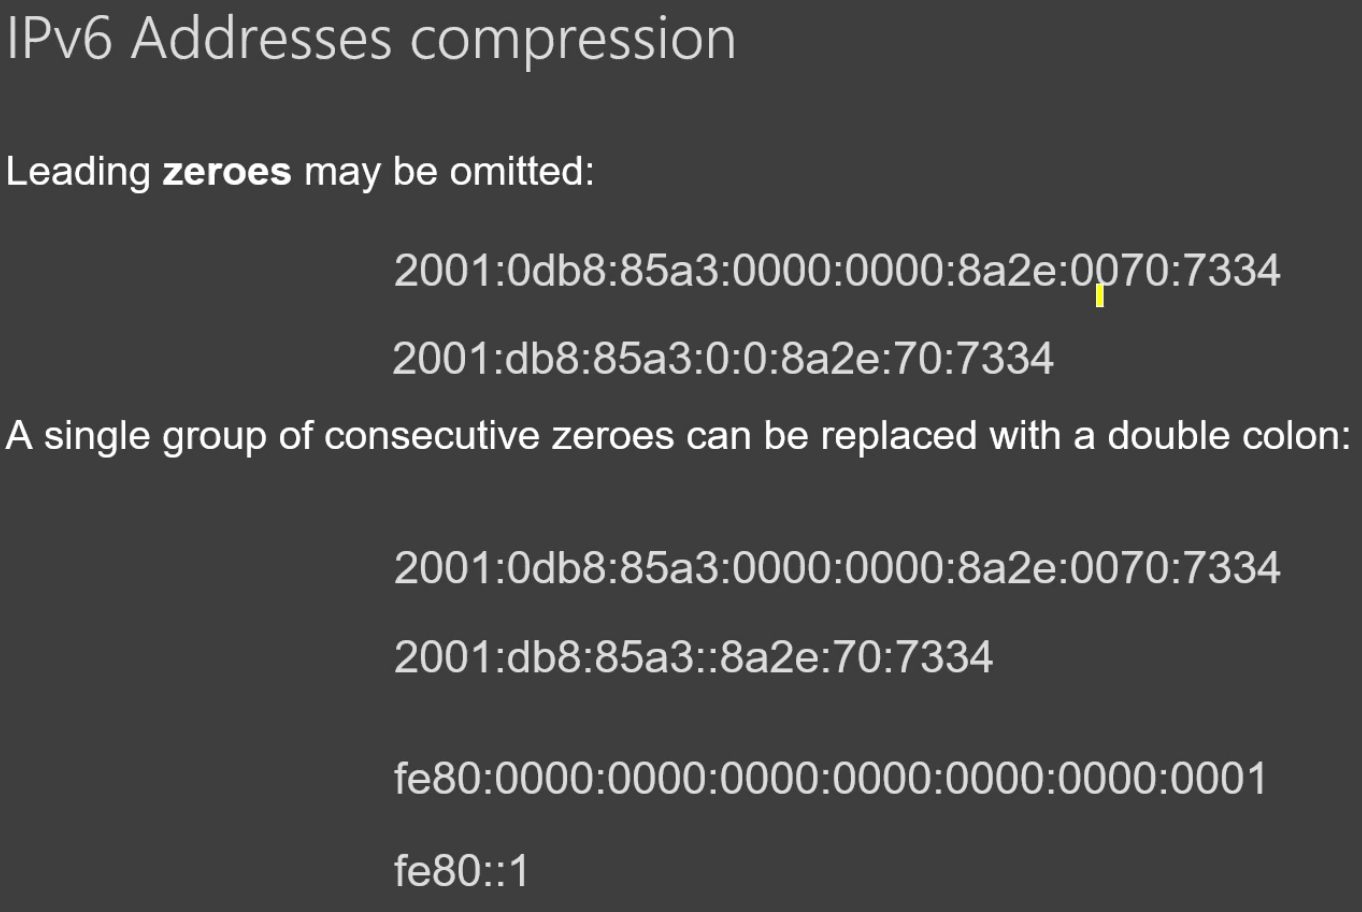 IPv6 Addresses compression
Leading zeroes may be omitted:
2001:0db8:85a3:0000:0000:8a2e:0070:7334
2001:db8:85a3:0:0:8a2e:70:7334
A single group of consecutive zeroes can be replaced with a double colon:
2001:0db8:85a3:0000:0000:8a2e:0070:7334
2001:db8:85a3::8a2e:70:7334
fe80:0000:0000:0000:0000:0000:0000:0001
fe80::1